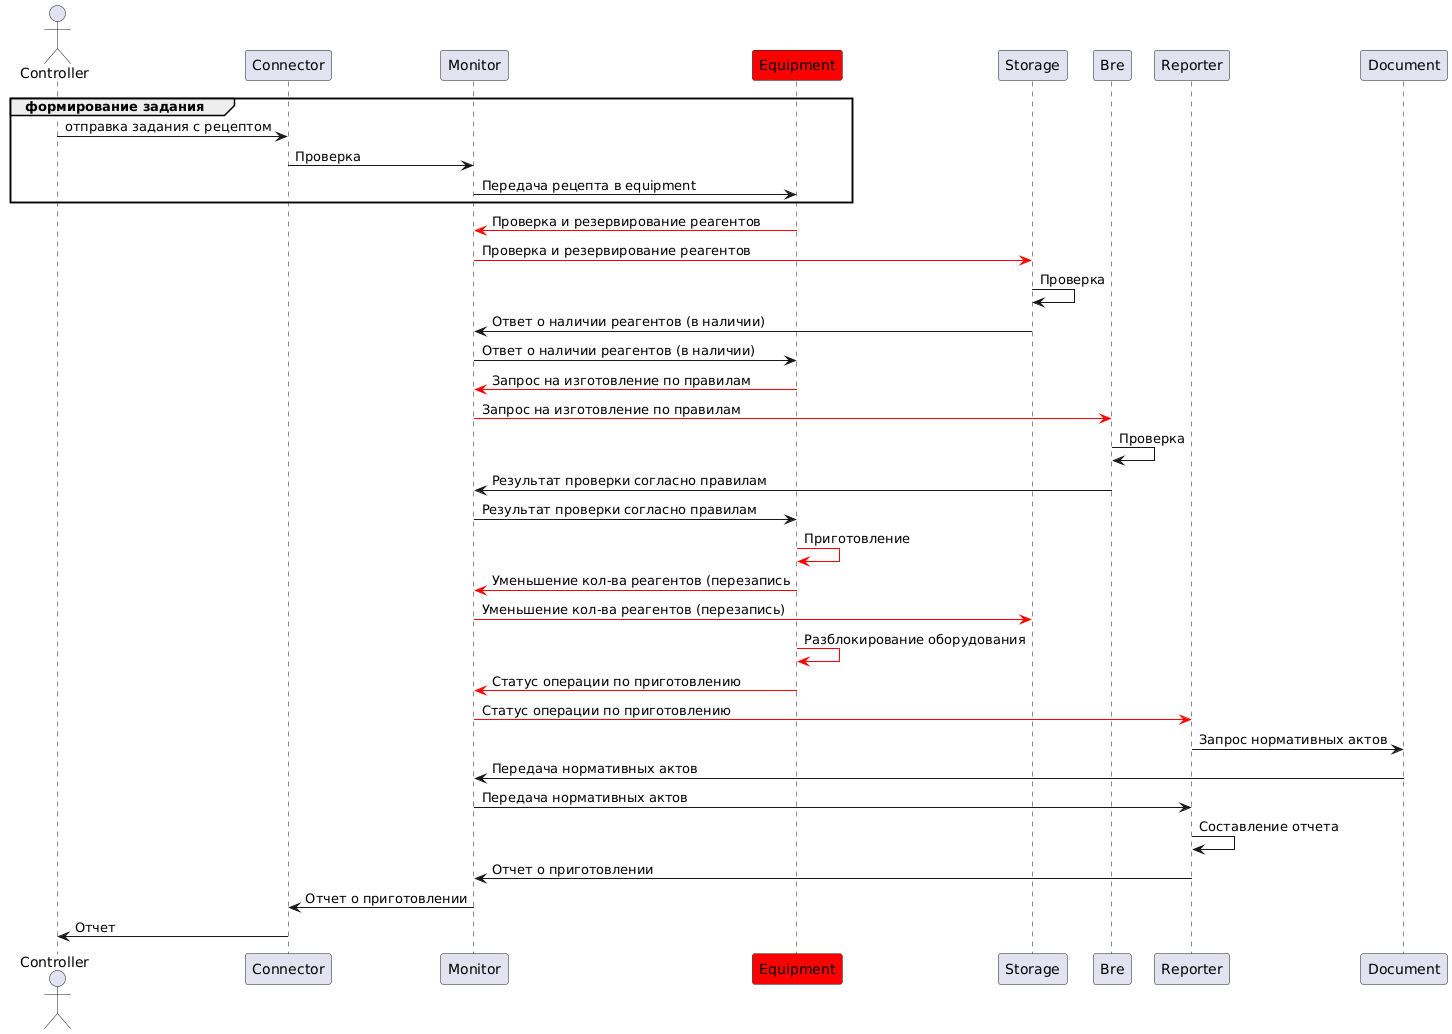 Controller
Connector
Monitor
Equipment
Storage
Bre
Reporter
Document
формирование задания
отправка задания с рецептом
Проверка
Передача рецепта в equipment
Проверка и резервирование реагентов
Проверка и резервирование реагентов
Проверка
Ответ о наличии реагентов (в наличии)
Ответ о наличии реагентов (в наличии)
Запрос на изготовление по правилам
Запрос на изготовление по правилам
Проверка
Результат проверки согласно правилам
Результат проверки согласно правилам
Приготовление
Уменьшение кол-ва реагентов (перезапись
Уменьшение кол-ва реагентов (перезапись)
Разблокирование оборудования
Статус операции по приготовлению
Статус операции по приготовлению
Запрос нормативных актов
Передача нормативных актов
Передача нормативных актов
Составление отчета
Отчет о приготовлении
Отчет о приготовлении
Отчет
Controller
Connector
Monitor
Equipment
Storage
Bre
Reporter
Document